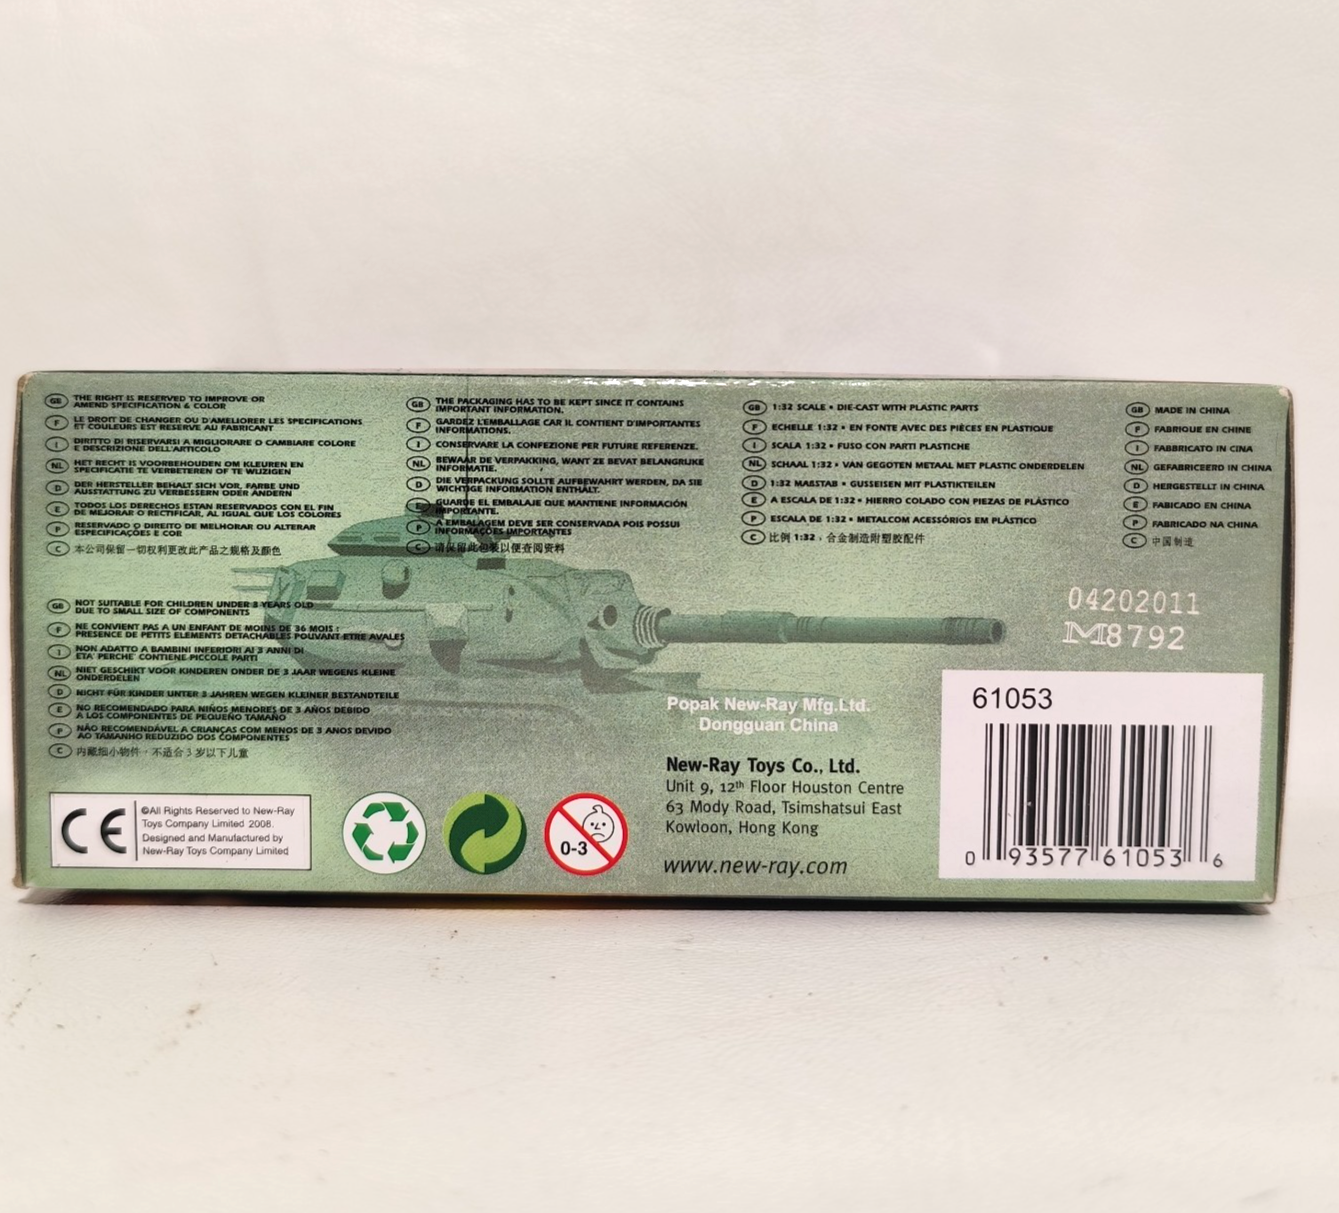 GB THE RIGHT IS RESERVED TO IMPROVE OR
AMEND SPECIFICATION & COLOR
F LE DROIT DE CHANGER OU D'AMELIORER LES SPECIFICATIONS
ET COULEURS EST RESERVE AU FABRICANT
I DIRITTO DI RISERVARSI A MIGLIORARE O CAMBIARE COLORE
E DESCRIZIONE DELL'ARTICOLO
NL HET RECHT IS VOORBEHOUDEN OM KLEUREN EN
SPECIFICATIE TE VERBETEREN OF TE WIJZIGEN
D DER HERSTELLER BEHALT SICH VOR, FARBE UND
AUSSTATTUNG ZU VERBESSERN ODER ÄNDERN
E TODOS LOS DERECHOS ESTAN RESERVADOS CON EL FIN
DE MEJORAR O RECTIFICAR, AL IGUAL QUE LOS COLORES
P RESERVADO O DIREITO DE MELHORAR OU ALTERAR
ESPECIFICAÇÕES E COR
C 本公司保留一切权利更改此产品之规格及颜色
GB THE PACKAGING HAS TO BE KEPT SINCE IT CONTAINS
IMPORTANT INFORMATION.
F GARDEZ L'EMBALLAGE CAR IL CONTIENT D'IMPORTANTES
INFORMATIONS.
I CONSERVARE LA CONFEZIONE PER FUTURE REFERENZE.
NL BEWAAR DE VERPAKKING, WANT ZE BEVAT BELANGRIJKE
INFORMATIE.
D DIE VERPACKUNG SOLLTE AUFBEWAHRT WERDEN, DA SIE
WICHTIGE INFORMATION ENTHÄLT.
E GUARDE EL EMBALAJE QUE MANTIENE INFORMACIÓN
IMPORTANTE.
P A EMBALAGEM DEVE SER CONSERVADA POIS POSSUI
INFORMAÇÕES IMPORTANTES
C 请保留此包装以便查阅资料
GB 1:32 SCALE • DIE-CAST WITH PLASTIC PARTS
F ECHELLE 1:32 • EN FONTE AVEC DES PIÈCES EN PLASTIQUE
I SCALA 1:32 • FUSO CON PARTI PLASTICHE
NL SCHAAL 1:32 • VAN GEGOTEN METAAL MET PLASTIC ONDERDELEN
D 1:32 MAßSTAB • GUSSEISEN MIT PLASTIKTEILEN
E A ESCALA DE 1:32 • HIERRO COLADO CON PIEZAS DE PLÁSTICO
P ESCALA DE 1:32 • METALCOM ACESSÓRIOS EM PLÁSTICO
C 比例 1:32，合金制造附塑胶配件
GB MADE IN CHINA
F FABRIQUE EN CHINE
I FABBRICATO IN CINA
NL GEFABRICEERD IN CHINA
D HERGESTELLT IN CHINA
E FABICADO EN CHINA
P FABRICADO NA CHINA
C 中国制造
GB NOT SUITABLE FOR CHILDREN UNDER 3 YEARS OLD
DUE TO SMALL SIZE OF COMPONENTS
F NE CONVIENT PAS A UN ENFANT DE MOINS DE 36 MOIS :
PRESENCE DE PETITS ELEMENTS DETACHABLES POUVANT ETRE AVALES
I NON ADATTO A BAMBINI INFERIORI AI 3 ANNI DI
ETA' PERCHE' CONTIENE PICCOLE PARTI
NL NIET GESCHIKT VOOR KINDEREN ONDER DE 3 JAAR WEGENS KLEINE
ONDERDELEN
D NICHT FÜR KINDER UNTER 3 JAHREN WEGEN KLEINER BESTANDTEILE
E NO RECOMENDADO PARA NIÑOS MENORES DE 3 AÑOS DEBIDO
A LOS COMPONENTES DE PEQUEÑO TAMAÑO
P NÃO RECOMENDÁVEL A CRIANÇAS COM MENOS DE 3 ANOS DEVIDO
AO TAMANHO REDUZIDO DOS COMPONENTES
C 内藏细小物件，不适合 3 岁以下儿童
04202011
M8792
Popak New-Ray Mfg.Ltd.
Dongguan China
New-Ray Toys Co., Ltd.
Unit 9, 12th Floor Houston Centre
63 Mody Road, Tsimshatsui East
Kowloon, Hong Kong
www.new-ray.com
CE
©All Rights Reserved to New-Ray
Toys Company Limited 2008.
Designed and Manufactured by
New-Ray Toys Company Limited
0-3
61053
0 93577 61053 6